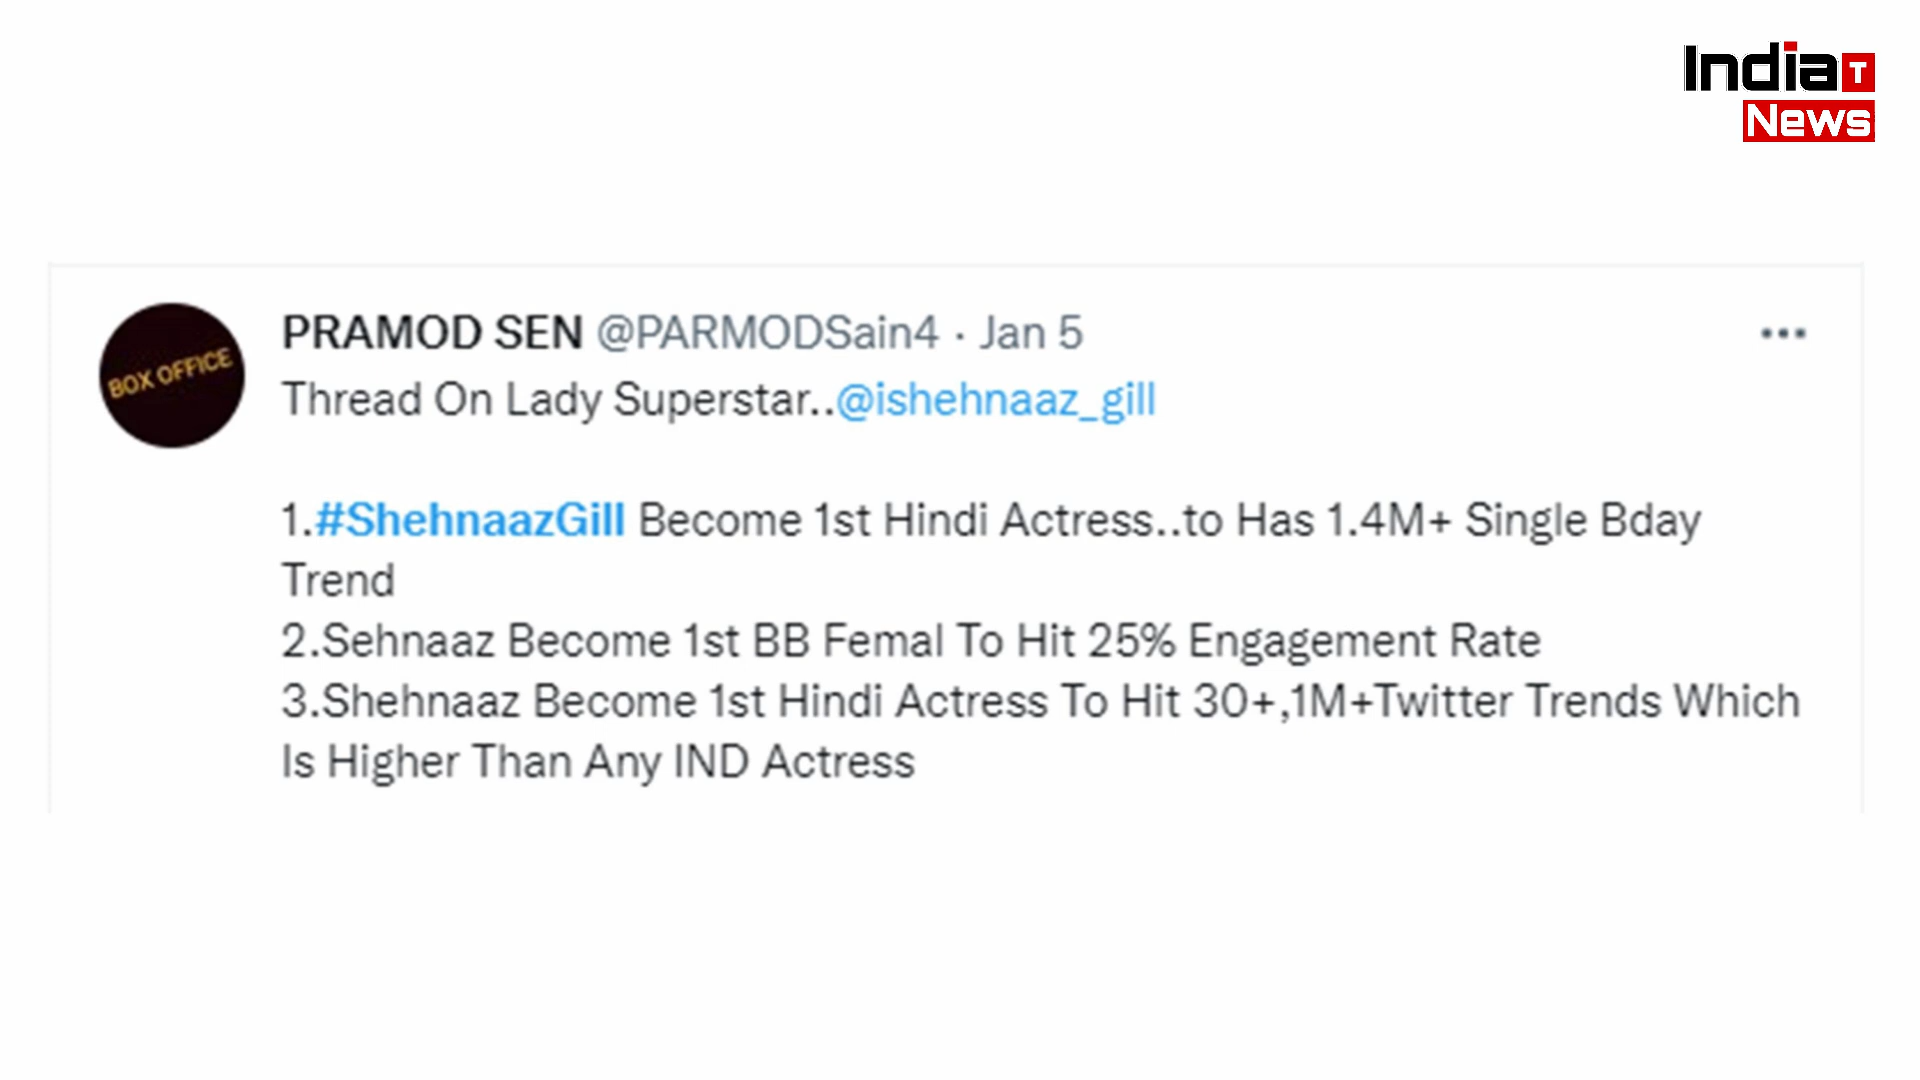 India T
News
PRAMOD SEN @PARMODSain4 · Jan 5
BOX OFFICE
Thread On Lady Superstar..@ishehnaaz_gill
1.#ShehnaazGill Become 1st Hindi Actress..to Has 1.4M+ Single Bday
Trend
2.Sehnaaz Become 1st BB Femal To Hit 25% Engagement Rate
3.Shehnaaz Become 1st Hindi Actress To Hit 30+,1M+Twitter Trends Which
Is Higher Than Any IND Actress